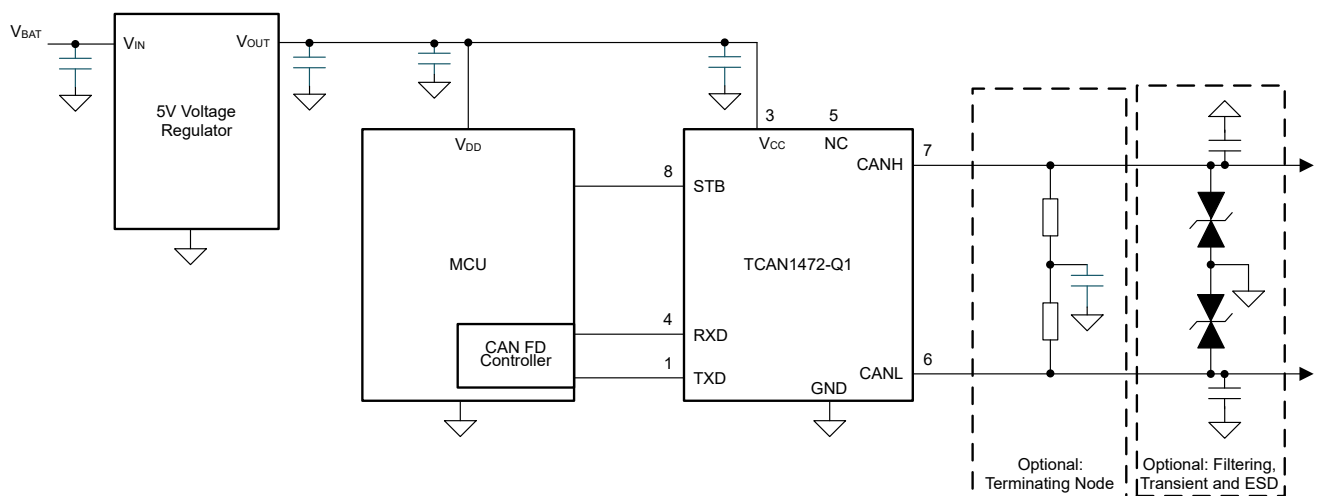 VBAT
VIN
VOUT
5V Voltage
Regulator
VDD
MCU
CAN FD
Controller
8
4
1
3
5
VCC
NC
STB
RXD
TXD
TCAN1472-Q1
CANH
CANL
GND
7
6
Optional:
Terminating Node
Optional: Filtering,
Transient and ESD